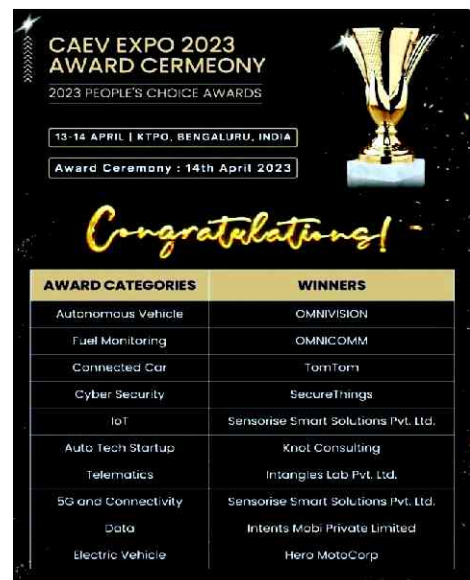 CAEV EXPO 2023
AWARD CERMEONY
2023 PEOPLE'S CHOICE AWARDS
13-14 APRIL | KTPO, BENGALURU, INDIA
Award Ceremony : 14th April 2023
Congratulations!
AWARD CATEGORIES WINNERS
Autonomous Vehicle OMNIVISION
Fuel Monitoring OMNICOMM
Connected Car TomTom
Cyber Security SecureThings
IoT Sensorise Smart Solutions Pvt. Ltd.
Auto Tech Startup Knot Consulting
Telematics Intangles Lab Pvt. Ltd.
5G and Connectivity Sensorise Smart Solutions Pvt. Ltd.
Data Intents Mobi Private Limited
Electric Vehicle Hero MotoCorp